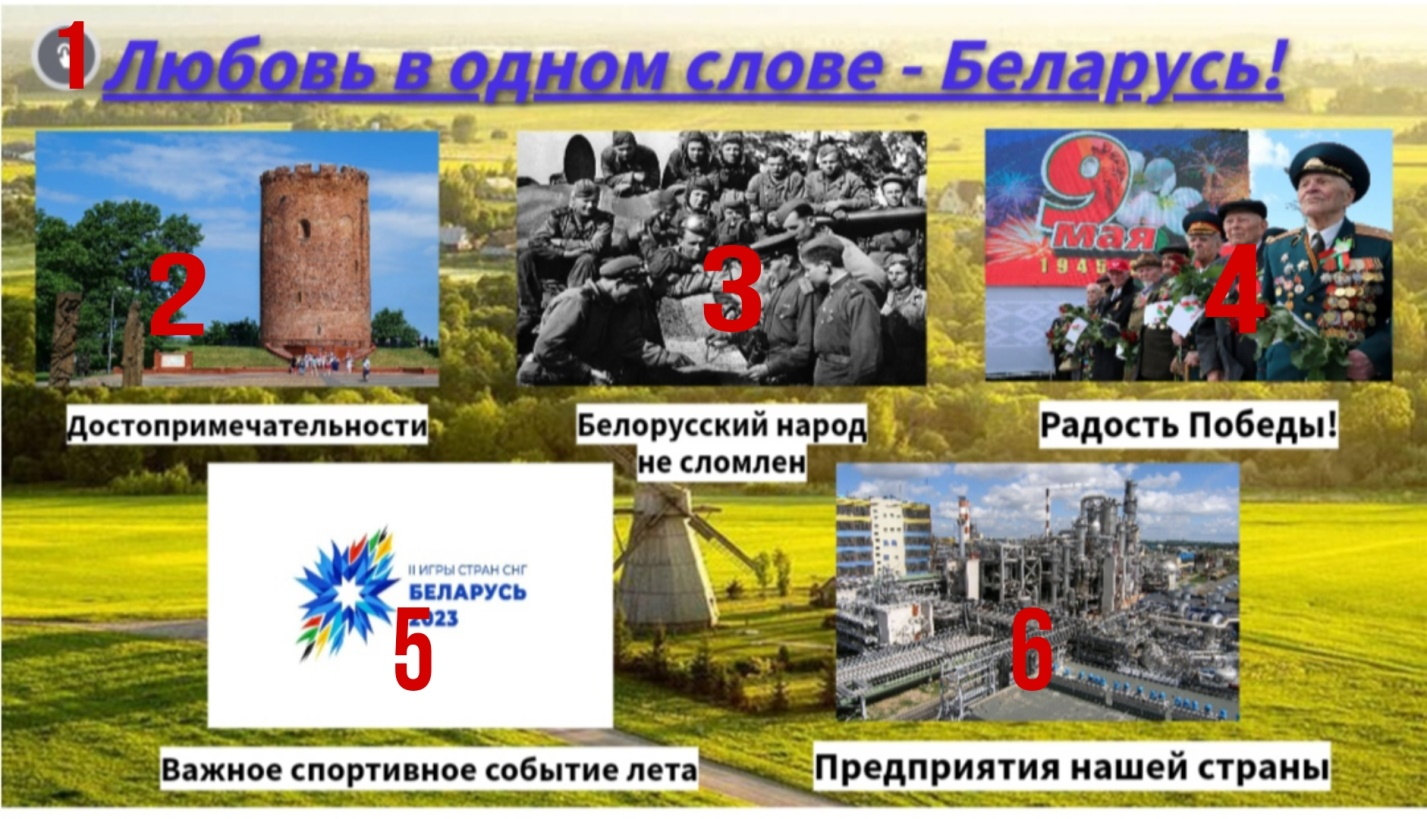 1
Любовь в одном слове - Беларусь!
2
3
9
мая
1945
4
Достопримечательности
Белорусский народ
не сломлен
Радость Победы!
II ИГРЫ СТРАН СНГ
БЕЛАРУСЬ
2023
5
6
Важное спортивное событие лета
Предприятия нашей страны